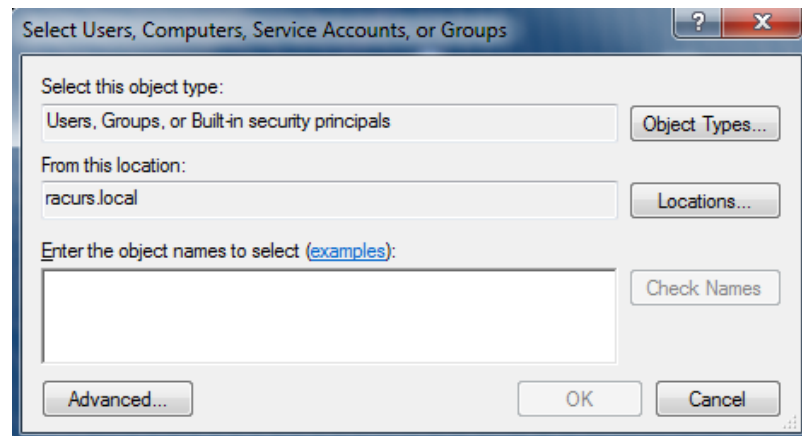 Select Users, Computers, Service Accounts, or Groups
Select this object type:
Users, Groups, or Built-in security principals
Object Types...
From this location:
racurs.local
Locations...
Enter the object names to select (examples):
Check Names
Advanced...
OK
Cancel